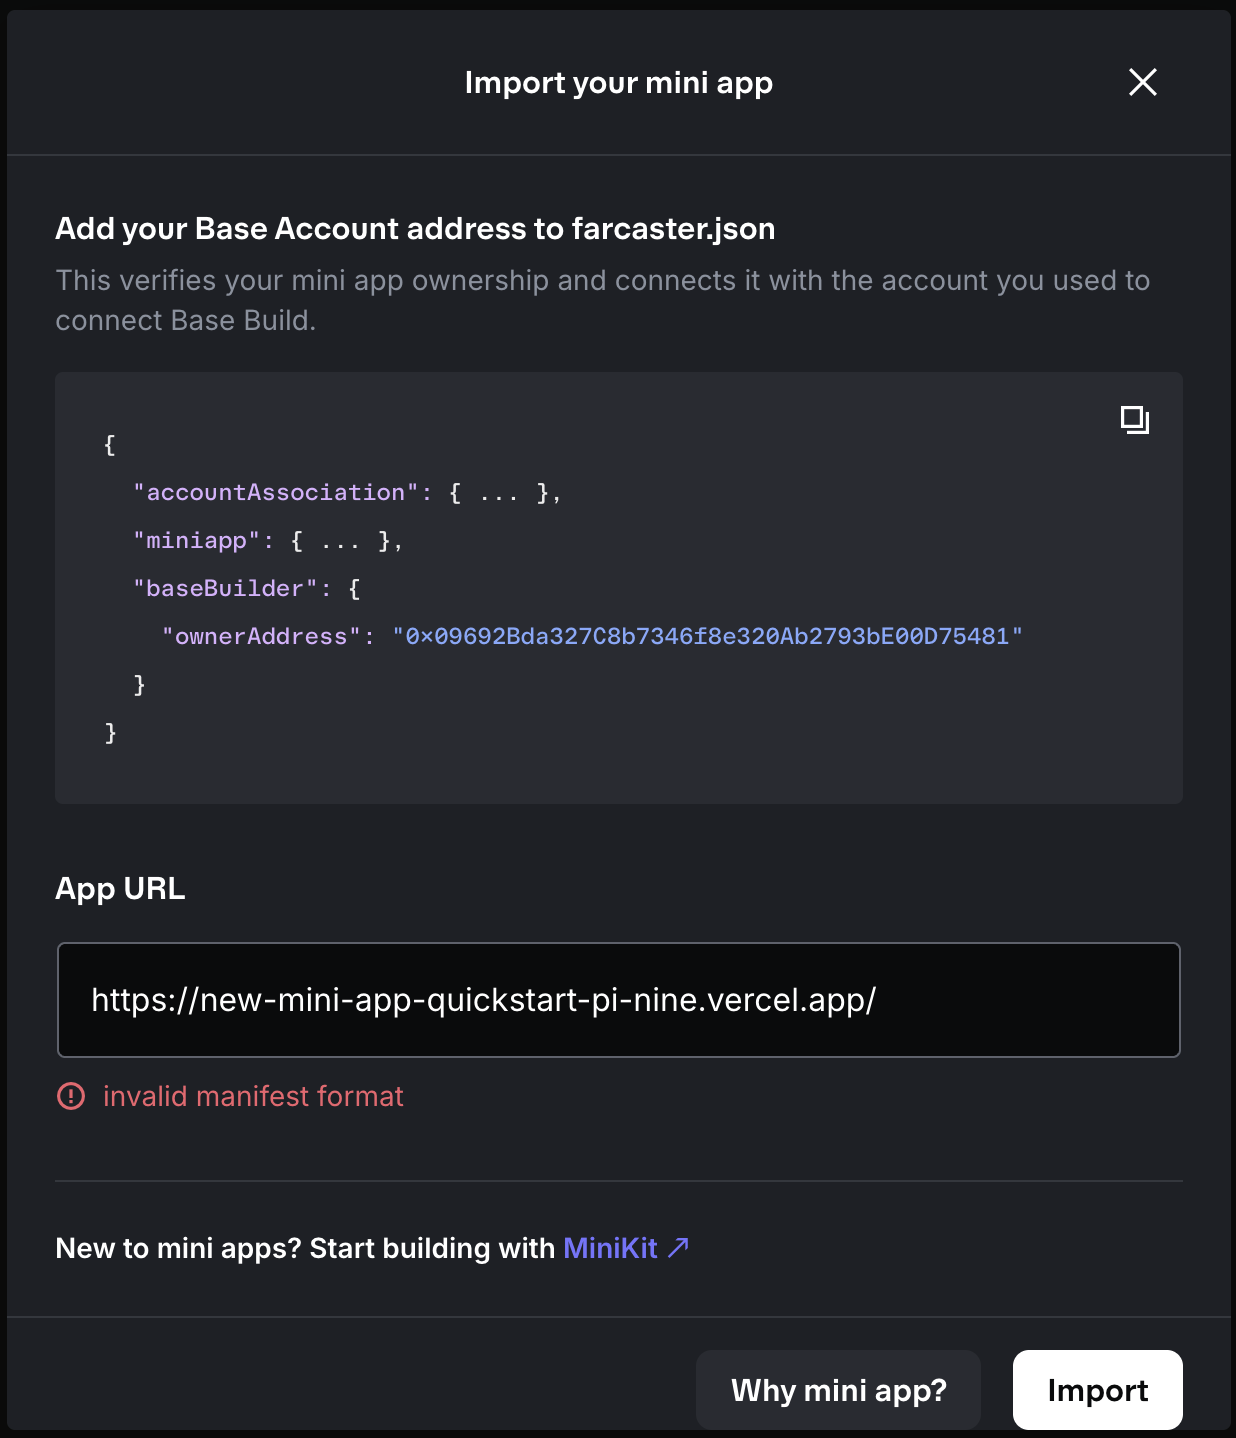 Import your mini app
Add your Base Account address to farcaster.json
This verifies your mini app ownership and connects it with the account you used to
connect Base Build.
{
"accountAssociation": { ... },
"miniapp": { ... },
"baseBuilder": {
"ownerAddress": "0x09692Bda327C8b7346f8e320Ab2793bE00D75481"
}
}
App URL
https://new-mini-app-quickstart-pi-nine.vercel.app/
invalid manifest format
New to mini apps? Start building with MiniKit ↗
Why mini app?
Import